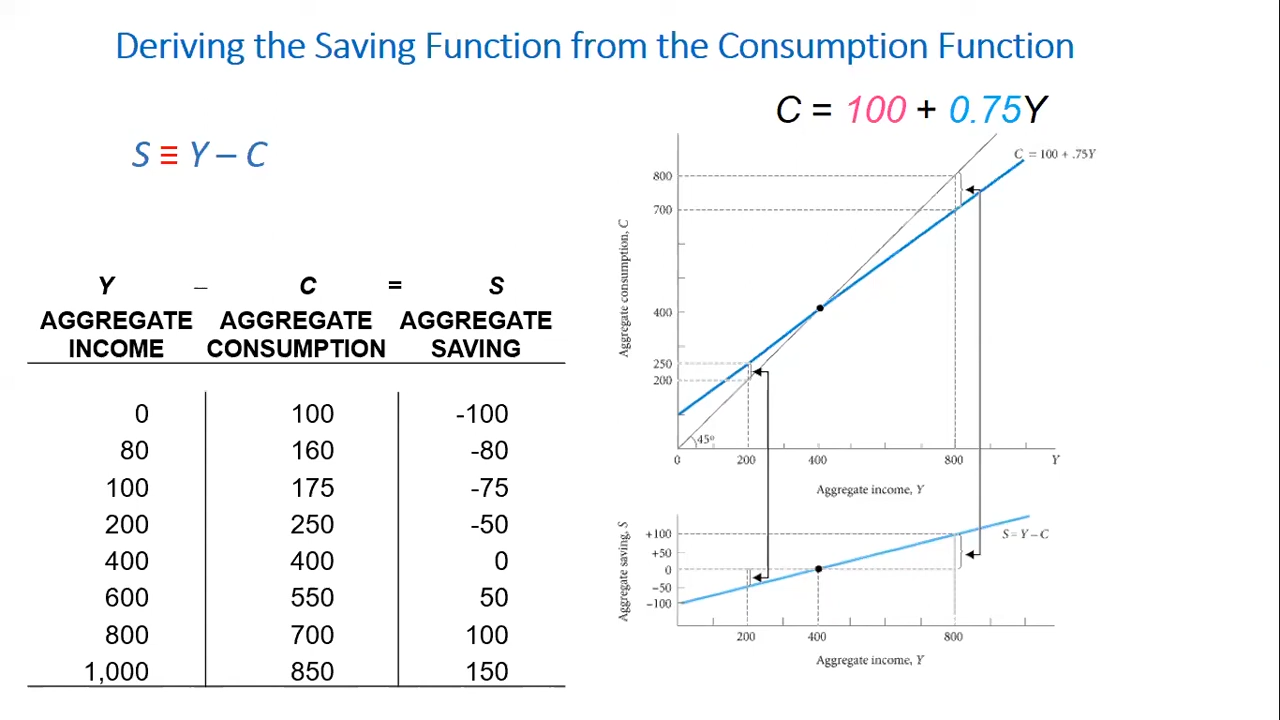 Deriving the Saving Function from the Consumption Function
C = 100 + 0.75Y
S ≡ Y – C
Y – C = S
AGGREGATE INCOME AGGREGATE CONSUMPTION AGGREGATE SAVING
0 100 -100
80 160 -80
100 175 -75
200 250 -50
400 400 0
600 550 50
800 700 100
1,000 850 150
C = 100 + .75Y
Aggregate consumption, C
800
700
400
250
200
45°
0 200 400 800 Y
Aggregate income, Y
Aggregate saving, S
+100
+50
0
−50
−100
S = Y – C
200 400 800
Aggregate income, Y